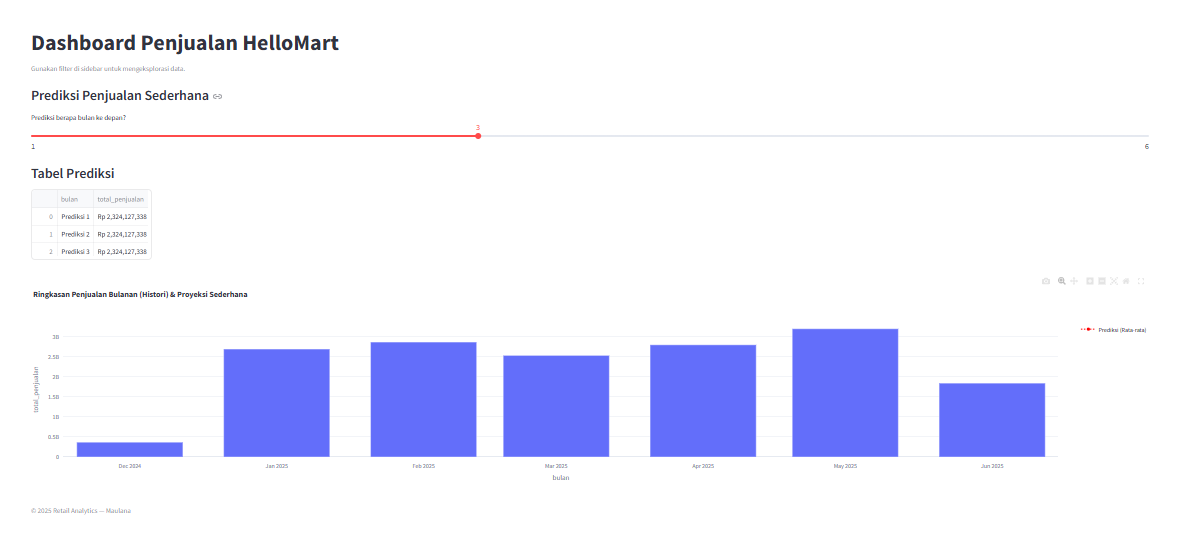 Dashboard Penjualan HelloMart
Gunakan filter di sidebar untuk mengeksplorasi data.
Prediksi Penjualan Sederhana
Prediksi berapa bulan ke depan?
3
1 6
Tabel Prediksi
bulan total_penjualan
0 Prediksi 1 Rp 2,324,127,338
1 Prediksi 2 Rp 2,324,127,338
2 Prediksi 3 Rp 2,324,127,338
Ringkasan Penjualan Bulanan (Histori) & Proyeksi Sederhana
Prediksi (Rata-rata)
3B
2.5B
2B
1.5B
1B
0.5B
0
total_penjualan
Dec 2024 Jan 2025 Feb 2025 Mar 2025 Apr 2025 May 2025 Jun 2025
bulan
© 2025 Retail Analytics — Maulana